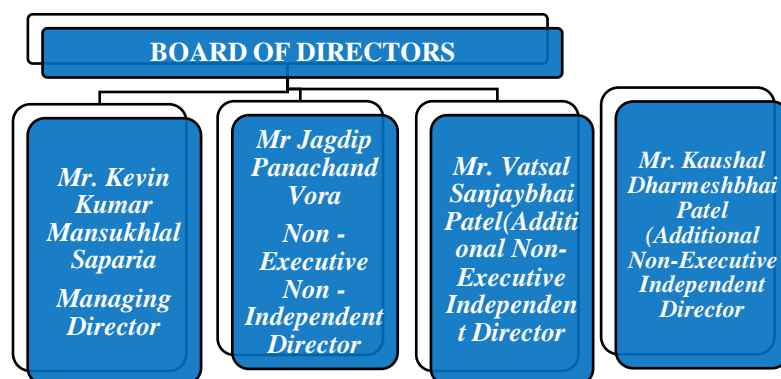 BOARD OF DIRECTORS
Mr. Kevin
Kumar
Mansukhlal
Saparia
Managing
Director
Mr Jagdip
Panachand
Vora
Non -
Executive
Non -
Independent
Director
Mr. Vatsal
Sanjaybhai
Patel(Additi
onal Non-
Executive
Independen
t Director
Mr. Kaushal
Dharmeshbhai
Patel
(Additional
Non-Executive
Independent
Director